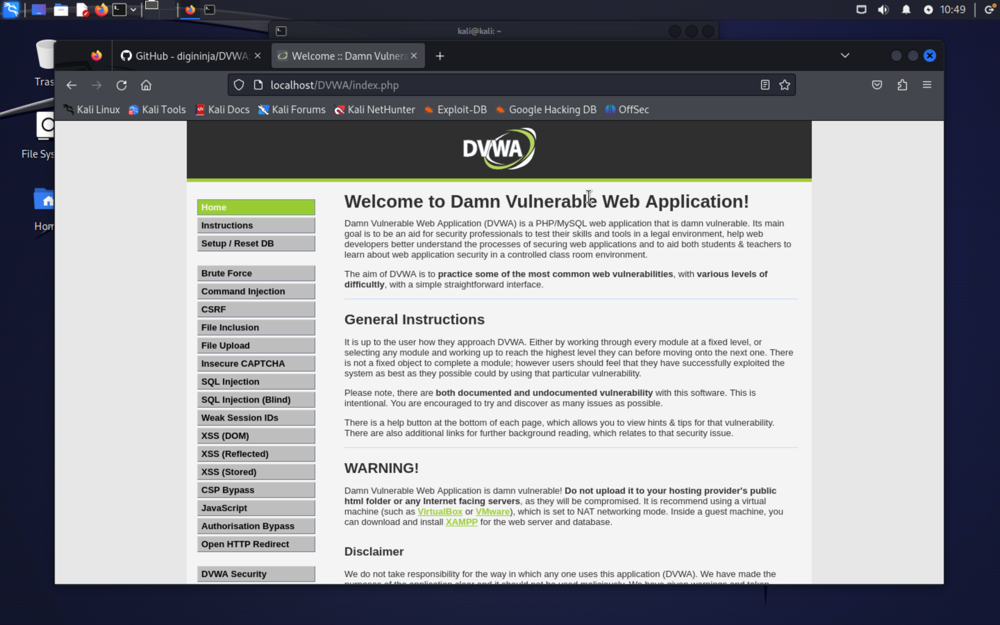 10:49
kali@kali: ~
GitHub - digininja/DVWA:
Welcome :: Damn Vulnera
localhost/DVWA/index.php
Kali Linux Kali Tools Kali Docs Kali Forums Kali NetHunter Exploit-DB Google Hacking DB OffSec
Tras
File Sys
Hom
DVWA
Home
Instructions
Setup / Reset DB
Brute Force
Command Injection
CSRF
File Inclusion
File Upload
Insecure CAPTCHA
SQL Injection
SQL Injection (Blind)
Weak Session IDs
XSS (DOM)
XSS (Reflected)
XSS (Stored)
CSP Bypass
JavaScript
Authorisation Bypass
Open HTTP Redirect
DVWA Security
Welcome to Damn Vulnerable Web Application!
Damn Vulnerable Web Application (DVWA) is a PHP/MySQL web application that is damn vulnerable. Its main
goal is to be an aid for security professionals to test their skills and tools in a legal environment, help web
developers better understand the processes of securing web applications and to aid both students & teachers to
learn about web application security in a controlled class room environment.
The aim of DVWA is to practice some of the most common web vulnerabilities, with various levels of
difficultly, with a simple straightforward interface.
General Instructions
It is up to the user how they approach DVWA. Either by working through every module at a fixed level, or
selecting any module and working up to reach the highest level they can before moving onto the next one. There
is not a fixed object to complete a module; however users should feel that they have successfully exploited the
system as best as they possible could by using that particular vulnerability.
Please note, there are both documented and undocumented vulnerability with this software. This is
intentional. You are encouraged to try and discover as many issues as possible.
There is a help button at the bottom of each page, which allows you to view hints & tips for that vulnerability.
There are also additional links for further background reading, which relates to that security issue.
WARNING!
Damn Vulnerable Web Application is damn vulnerable! Do not upload it to your hosting provider's public
html folder or any Internet facing servers, as they will be compromised. It is recommend using a virtual
machine (such as VirtualBox or VMware), which is set to NAT networking mode. Inside a guest machine, you
can download and install XAMPP for the web server and database.
Disclaimer
We do not take responsibility for the way in which any one uses this application (DVWA). We have made the
purposes of the application clear and it should not be used maliciously. We have given warnings and taken